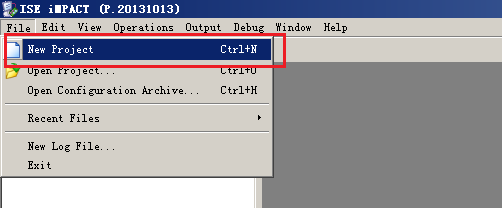 ISE iMPACT (P.20131013)
File Edit View Operations Output Debug Window Help
New Project Ctrl+N
Open Project... Ctrl+O
Open Configuration Archive... Ctrl+H
Recent Files
New Log File...
Exit